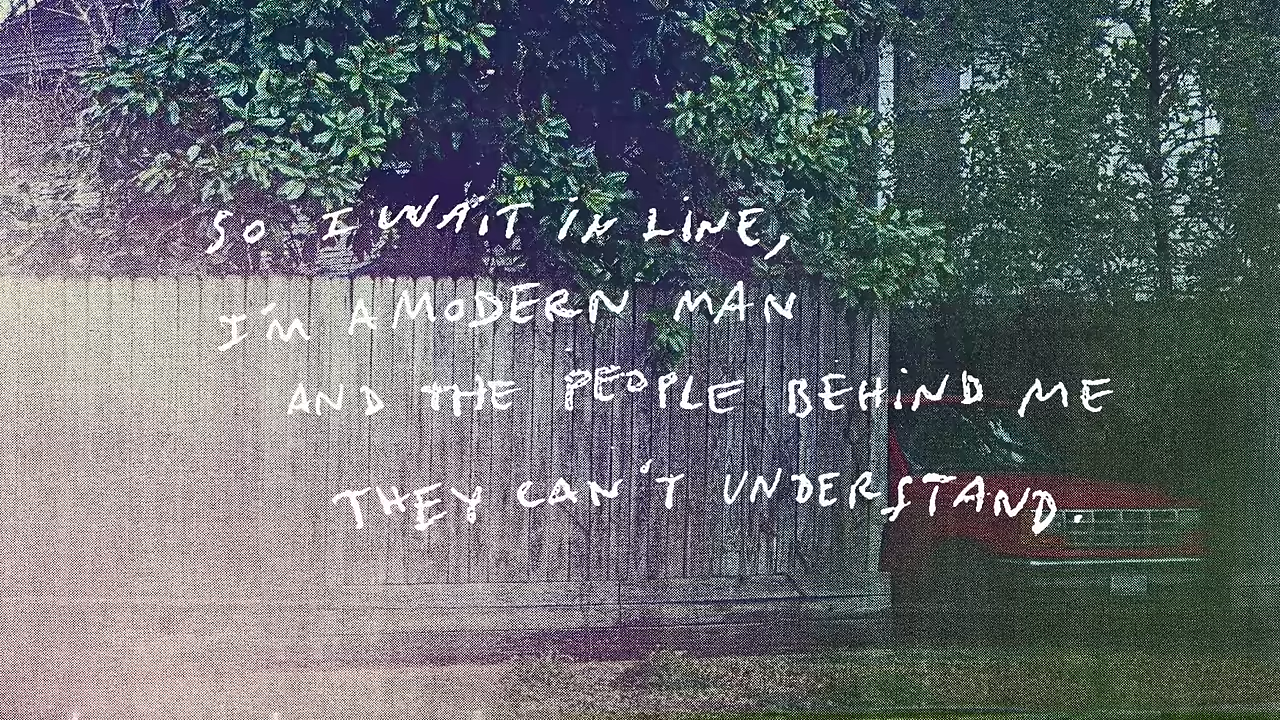 SO I WAIT IN LINE,
I'M A MODERN MAN
AND THE PEOPLE BEHIND ME
THEY CAN'T UNDERSTAND.